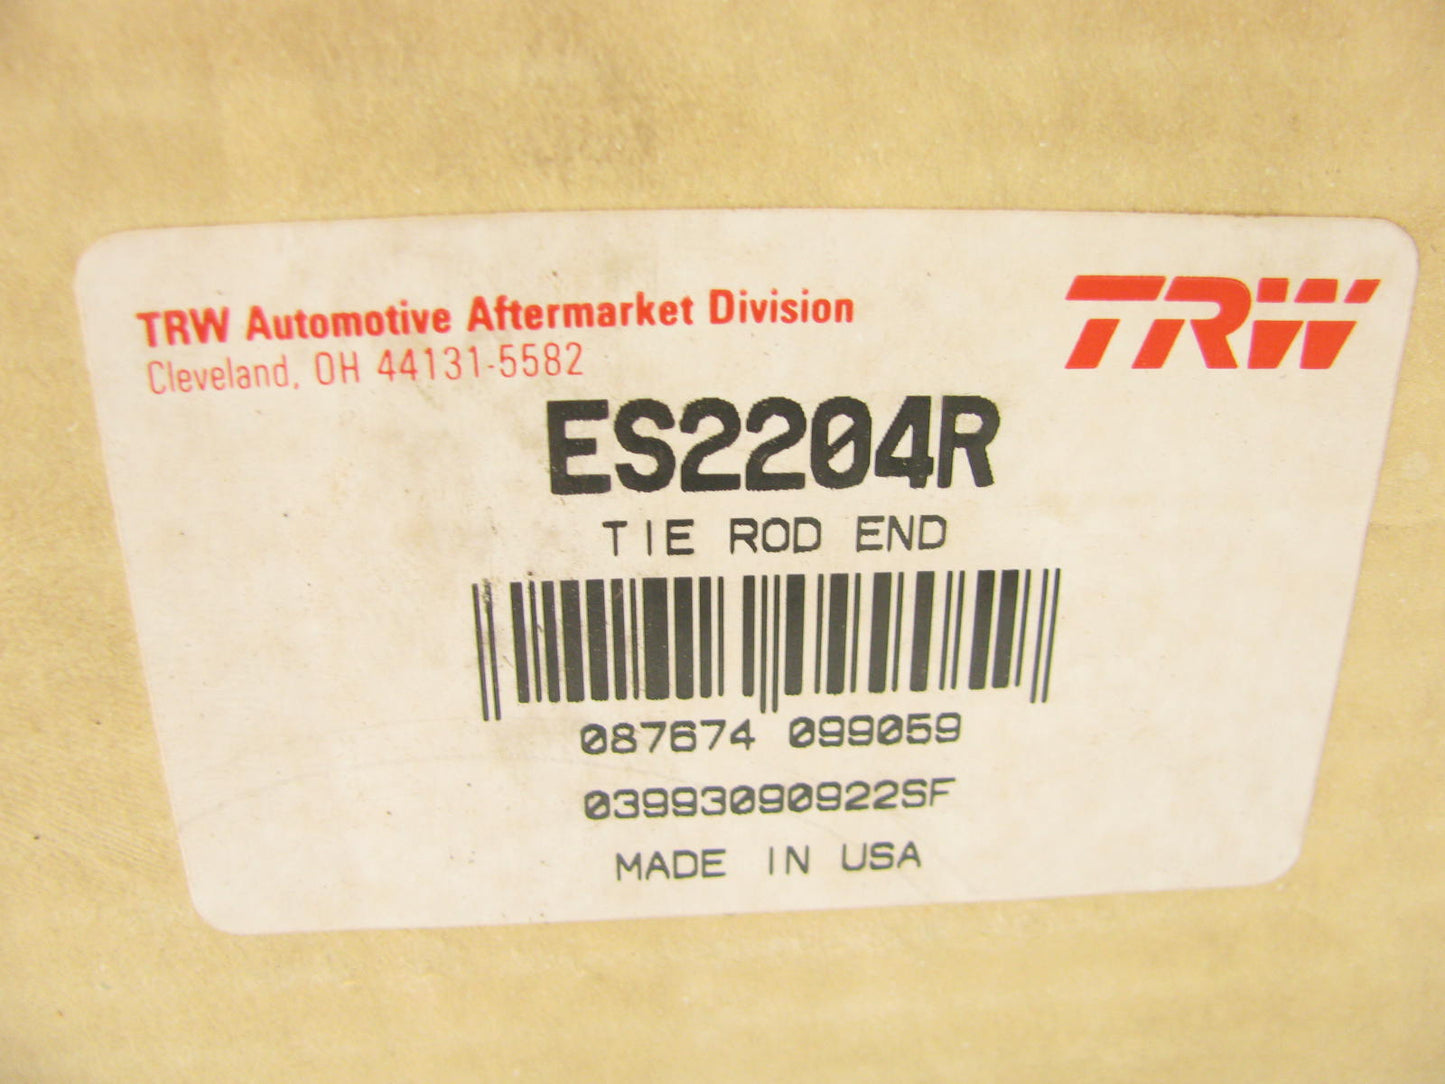 TRW Automotive Aftermarket Division
Cleveland, OH 44131-5582
TRW
ES2204R
TIE ROD END
087674 099059
03993090922SF
MADE IN USA